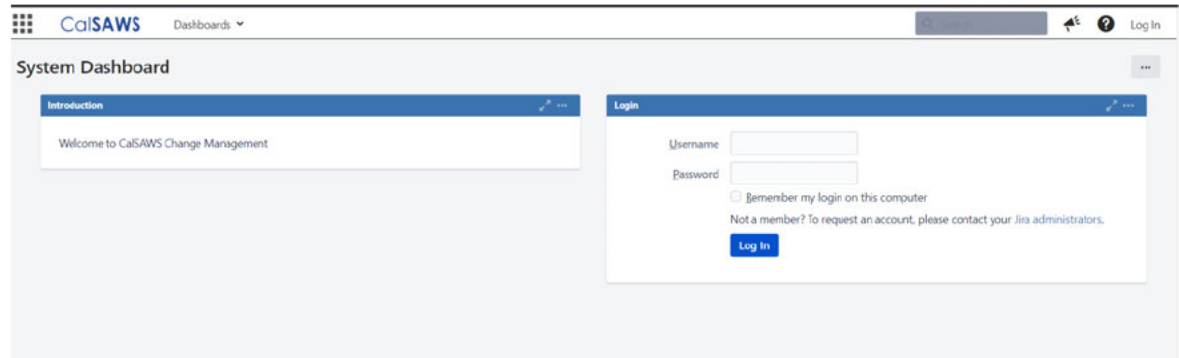 CalSAWS Dashboards
Search
Log In
System Dashboard
Introduction
Welcome to CalSAWS Change Management
Login
Username
Password
Remember my login on this computer
Not a member? To request an account, please contact your Jira administrators.
Log In